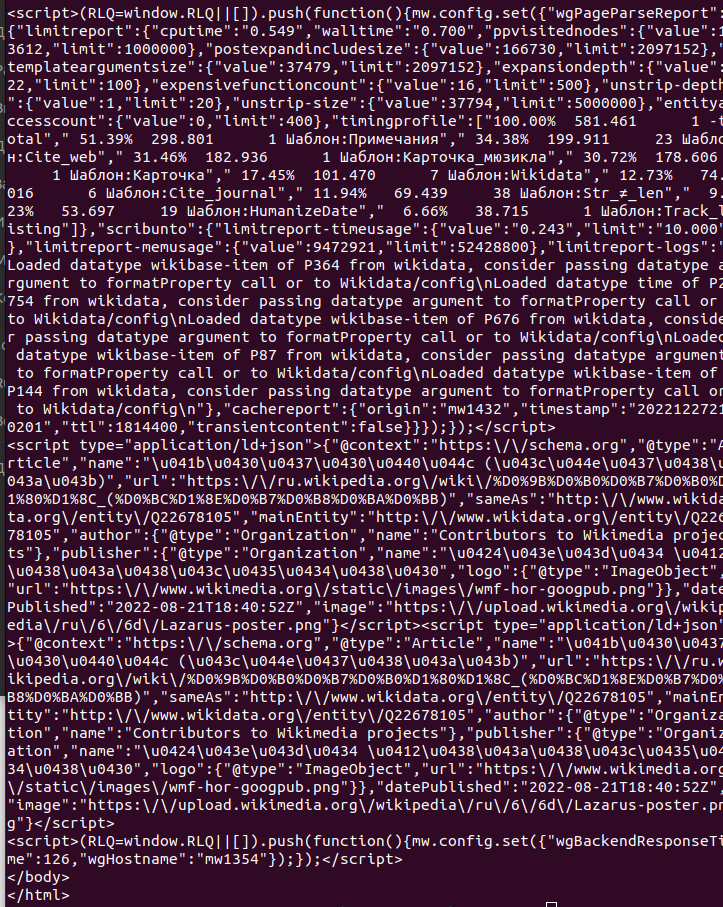 <script>(RLQ=window.RLQ||[]).push(function(){mw.config.set({"wgPageParseReport":
{"limitreport":{"cputime":"0.549","walltime":"0.700","ppvisitednodes":{"value":1
3612,"limit":1000000},"postexpandincludesize":{"value":166730,"limit":2097152},"
templateargumentsize":{"value":37479,"limit":2097152},"expansiondepth":{"value":
22,"limit":100},"expensivefunctioncount":{"value":16,"limit":500},"unstrip-depth
":{"value":1,"limit":20},"unstrip-size":{"value":37794,"limit":5000000},"entitya
ccesscount":{"value":0,"limit":400},"timingprofile":["100.00%  581.461      1 -t
otal"," 51.39%  298.801      1 Шаблон:Примечания"," 34.38%  199.911     23 Шабло
н:Cite_web"," 31.46%  182.936      1 Шаблон:Карточка_мюзикла"," 30.72%  178.606
      1 Шаблон:Карточка"," 17.45%  101.470      7 Шаблон:Wikidata"," 12.73%   74.
016      6 Шаблон:Cite_journal"," 11.94%   69.439     38 Шаблон:Str_≠_len","  9.
23%   53.697     19 Шаблон:HumanizeDate","  6.66%   38.715      1 Шаблон:Track_l
isting"]},"scribunto":{"limitreport-timeusage":{"value":"0.243","limit":"10.000"
},"limitreport-memusage":{"value":9472921,"limit":52428800},"limitreport-logs":"
Loaded datatype wikibase-item of P364 from wikidata, consider passing datatype a
rgument to formatProperty call or to Wikidata/config\nLoaded datatype time of P2
754 from wikidata, consider passing datatype argument to formatProperty call or
to Wikidata/config\nLoaded datatype wikibase-item of P676 from wikidata, conside
r passing datatype argument to formatProperty call or to Wikidata/config\nLoaded
 datatype wikibase-item of P87 from wikidata, consider passing datatype argument
 to formatProperty call or to Wikidata/config\nLoaded datatype wikibase-item of
P144 from wikidata, consider passing datatype argument to formatProperty call or
 to Wikidata/config\n"},"cachereport":{"origin":"mw1432","timestamp":"2022122721
0201","ttl":1814400,"transientcontent":false}}});});</script>
<script type="application/ld+json">{"@context":"https:\/\/schema.org","@type":"A
rticle","name":"\u041b\u0430\u0437\u0430\u0440\u044c (\u043c\u044e\u0437\u0438\u
043a\u043b)","url":"https:\/\/ru.wikipedia.org\/wiki\/%D0%9B%D0%B0%D0%B7%D0%B0%D
1%80%D1%8C_(%D0%BC%D1%8E%D0%B7%D0%B8%D0%BA%D0%BB)","sameAs":"http:\/\/www.wikida
ta.org\/entity\/Q22678105","mainEntity":"http:\/\/www.wikidata.org\/entity\/Q226
78105","author":{"@type":"Organization","name":"Contributors to Wikimedia projec
ts"},"publisher":{"@type":"Organization","name":"\u0424\u043e\u043d\u0434 \u0412
\u0438\u043a\u0438\u043c\u0435\u0434\u0438\u0430","logo":{"@type":"ImageObject",
"url":"https:\/\/www.wikimedia.org\/static\/images\/wmf-hor-googpub.png"}},"date
Published":"2022-08-21T18:40:52Z","image":"https:\/\/upload.wikimedia.org\/wikip
edia\/ru\/6\/6d\/Lazarus-poster.png"}</script><script type="application/ld+json"
>{"@context":"https:\/\/schema.org","@type":"Article","name":"\u041b\u0430\u0437
\u0430\u0440\u044c (\u043c\u044e\u0437\u0438\u043a\u043b)","url":"https:\/\/ru.w
ikipedia.org\/wiki\/%D0%9B%D0%B0%D0%B7%D0%B0%D1%80%D1%8C_(%D0%BC%D1%8E%D0%B7%D0%
B8%D0%BA%D0%BB)","sameAs":"http:\/\/www.wikidata.org\/entity\/Q22678105","mainEn
tity":"http:\/\/www.wikidata.org\/entity\/Q22678105","author":{"@type":"Organiza
tion","name":"Contributors to Wikimedia projects"},"publisher":{"@type":"Organiz
ation","name":"\u0424\u043e\u043d\u0434 \u0412\u0438\u043a\u0438\u043c\u0435\u04
34\u0438\u0430","logo":{"@type":"ImageObject","url":"https:\/\/www.wikimedia.org
\/static\/images\/wmf-hor-googpub.png"}},"datePublished":"2022-08-21T18:40:52Z",
"image":"https:\/\/upload.wikimedia.org\/wikipedia\/ru\/6\/6d\/Lazarus-poster.pn
g"}</script>
<script>(RLQ=window.RLQ||[]).push(function(){mw.config.set({"wgBackendResponseTi
me":126,"wgHostname":"mw1354"});});</script>
</body>
</html>